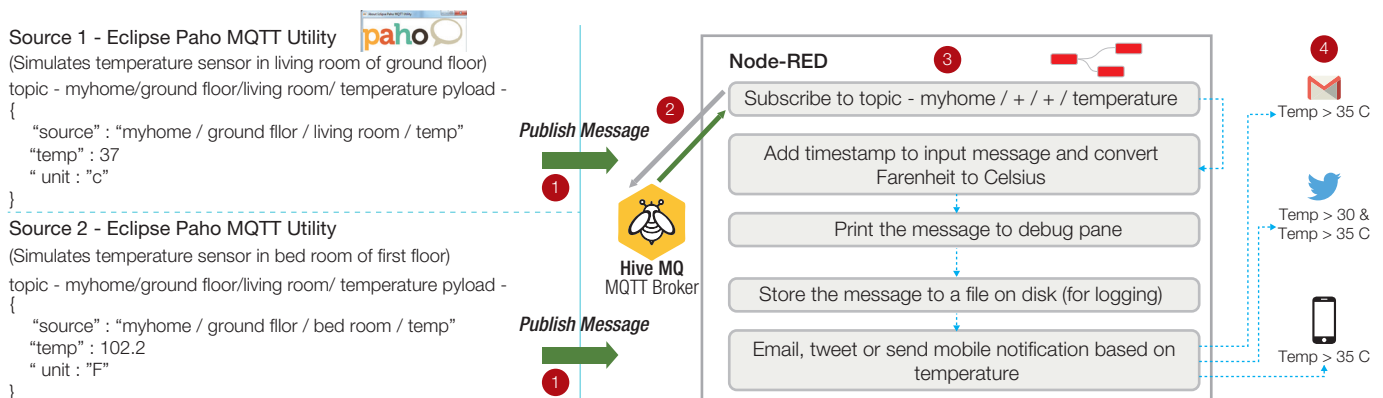 Source 1 - Eclipse Paho MQTT Utility
paho
(Simulates temperature sensor in living room of ground floor)
topic - myhome/ground floor/living room/ temperature pyload -
{
“source” : “myhome / ground fllor / living room / temp”
“temp” : 37
“ unit : ”c”
}
Source 2 - Eclipse Paho MQTT Utility
(Simulates temperature sensor in bed room of first floor)
topic - myhome/ground floor/living room/ temperature pyload -
{
“source” : “myhome / ground fllor / bed room / temp”
“temp” : 102.2
“ unit : ”F”
}
Publish Message
1
Publish Message
1
2
Hive MQ
MQTT Broker
Node-RED
3
Subscribe to topic - myhome / + / + / temperature
Add timestamp to input message and convert
Farenheit to Celsius
Print the message to debug pane
Store the message to a file on disk (for logging)
Email, tweet or send mobile notification based on
temperature
4
Temp > 35 C
Temp > 30 &
Temp > 35 C
Temp > 35 C